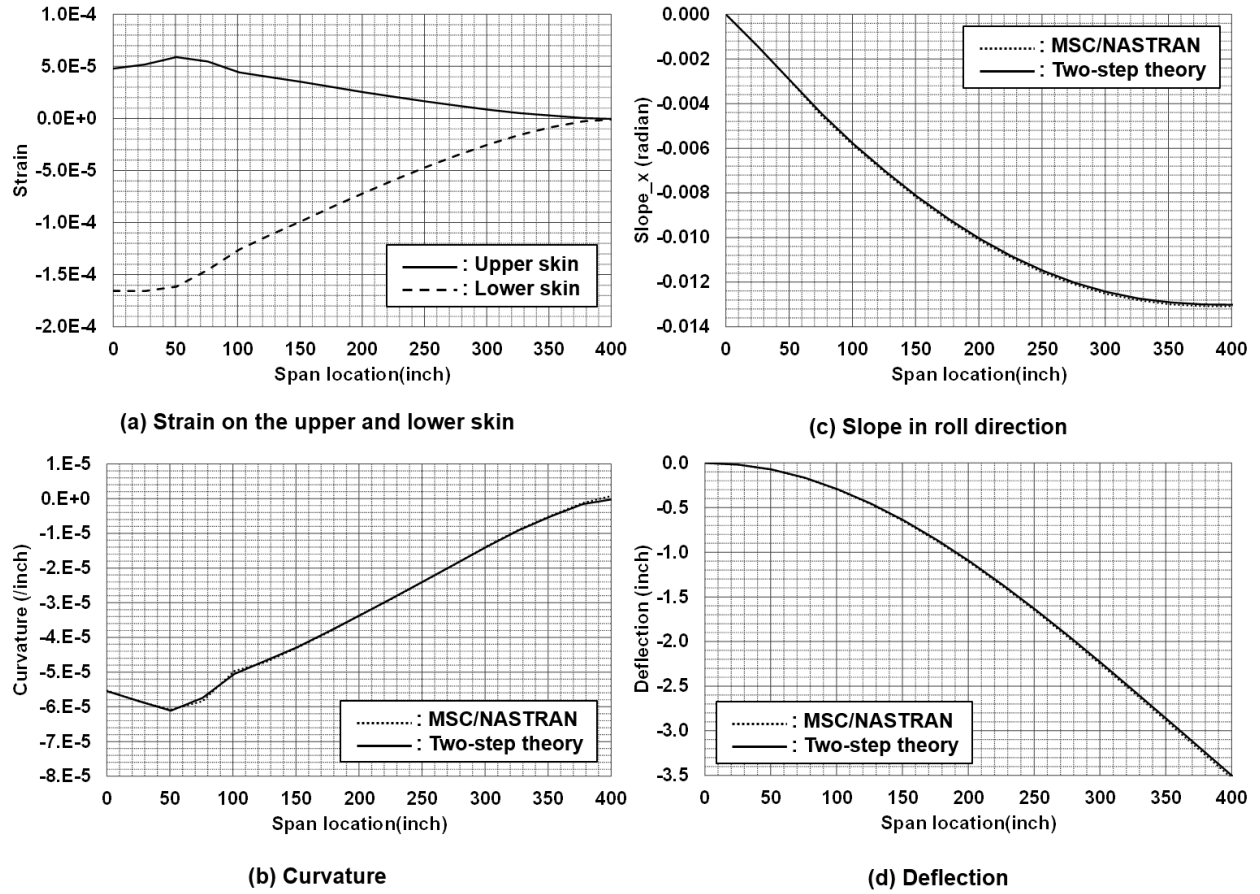 1.0E-4
5.0E-5
0.0E+0
-5.0E-5
-1.0E-4
-1.5E-4
-2.0E-4
Strain
: Upper skin
: Lower skin
0 50 100 150 200 250 300 350 400
Span location(inch)
(a) Strain on the upper and lower skin
0.000
-0.002
-0.004
-0.006
-0.008
-0.010
-0.012
-0.014
Slope_x (radian)
: MSC/NASTRAN
: Two-step theory
0 50 100 150 200 250 300 350 400
Span location(inch)
(c) Slope in roll direction
1.E-5
0.E+0
-1.E-5
-2.E-5
-3.E-5
-4.E-5
-5.E-5
-6.E-5
-7.E-5
-8.E-5
Curvature (/inch)
: MSC/NASTRAN
: Two-step theory
0 50 100 150 200 250 300 350 400
Span location(inch)
(b) Curvature
0.0
-0.5
-1.0
-1.5
-2.0
-2.5
-3.0
-3.5
Deflection (inch)
: MSC/NASTRAN
: Two-step theory
0 50 100 150 200 250 300 350 400
Span location(inch)
(d) Deflection